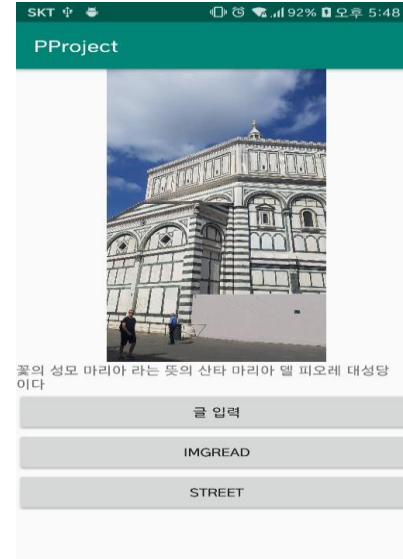 SKT 92% 오후 5:48
PProject
꽃의 성모 마리아 라는 뜻의 산타 마리아 델 피오레 대성당
이다
글 입력
IMGREAD
STREET